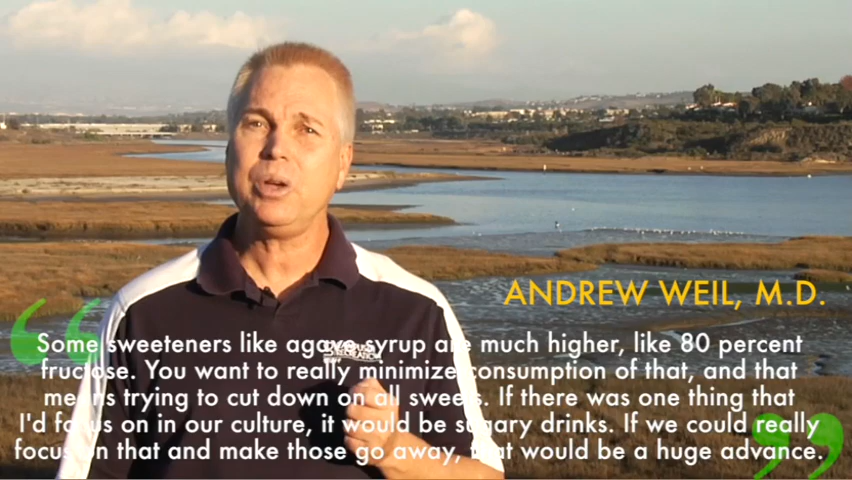 ANDREW WEIL, M.D.
“
Some sweeteners like agave syrup are much higher, like 80 percent
fructose. You want to really minimize consumption of that, and that
means trying to cut down on all sweets. If there was one thing that
I'd focus on in our culture, it would be sugary drinks. If we could really
focus on that and make those go away, that would be a huge advance.
”
RECREATION